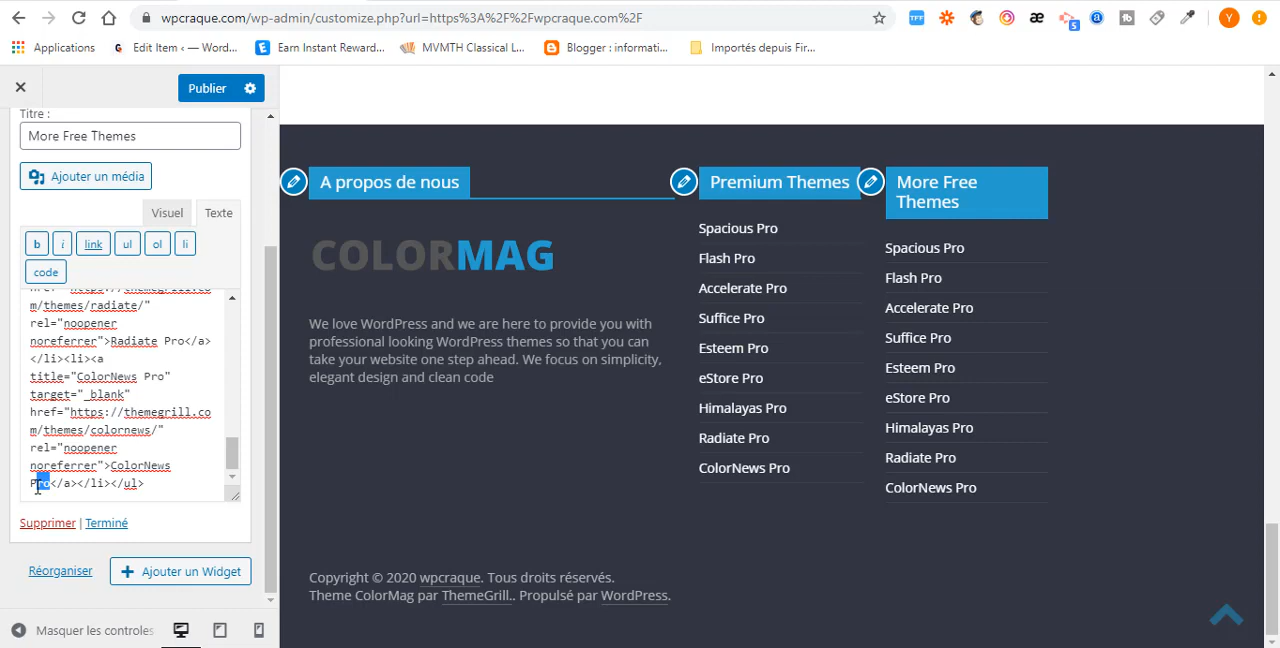 wpcraque.com/wp-admin/customize.php?url=https%3A%2F%2Fwpcraque.com%2F
TFF
æ
5
a
Y
Applications
G Edit Item ‹ — Word...
E Earn Instant Reward...
MVMTH Classical L...
Blogger : informati...
Importés depuis Fir...
Publier
Titre :
More Free Themes
Ajouter un média
Visuel
Texte
b
i
link
ul
ol
li
code
href="https://themegrill.co
m/themes/radiate/"
rel="noopener
noreferrer">Radiate Pro</a>
</li><li><a
title="ColorNews Pro"
target="_blank"
href="https://themegrill.co
m/themes/colornews/"
rel="noopener
noreferrer">ColorNews
Pro</a></li></ul>
Supprimer | Terminé
Réorganiser
Ajouter un Widget
Masquer les controles
A propos de nous
COLORMAG
We love WordPress and we are here to provide you with
professional looking WordPress themes so that you can
take your website one step ahead. We focus on simplicity,
elegant design and clean code
Premium Themes
Spacious Pro
Flash Pro
Accelerate Pro
Suffice Pro
Esteem Pro
eStore Pro
Himalayas Pro
Radiate Pro
ColorNews Pro
More Free
Themes
Spacious Pro
Flash Pro
Accelerate Pro
Suffice Pro
Esteem Pro
eStore Pro
Himalayas Pro
Radiate Pro
ColorNews Pro
Copyright © 2020 wpcraque. Tous droits réservés.
Theme ColorMag par ThemeGrill.. Propulsé par WordPress.